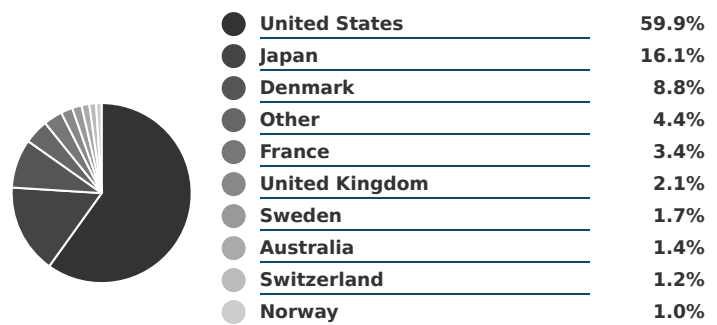 United States 59.9%
Japan 16.1%
Denmark 8.8%
Other 4.4%
France 3.4%
United Kingdom 2.1%
Sweden 1.7%
Australia 1.4%
Switzerland 1.2%
Norway 1.0%